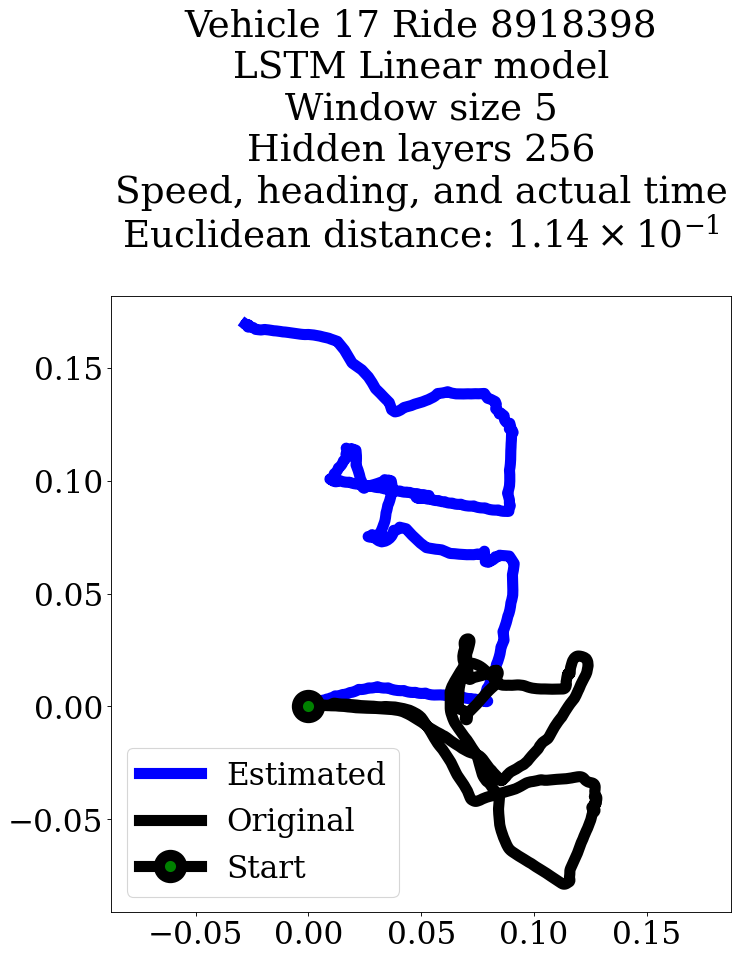 Vehicle 17 Ride 8918398
LSTM Linear model
Window size 5
Hidden layers 256
Speed, heading, and actual time
Euclidean distance: 1.14 × 10⁻¹
0.15
0.10
0.05
0.00
−0.05
Estimated
Original
Start
−0.05 0.00 0.05 0.10 0.15